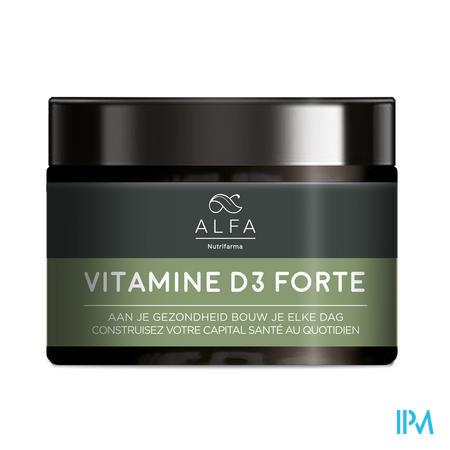 ALFA
Nutrifarma
VITAMINE D3 FORTE
AAN JE GEZONDHEID BOUW JE ELKE DAG
CONSTRUISEZ VOTRE CAPITAL SANTÉ AU QUOTIDIEN
IPM